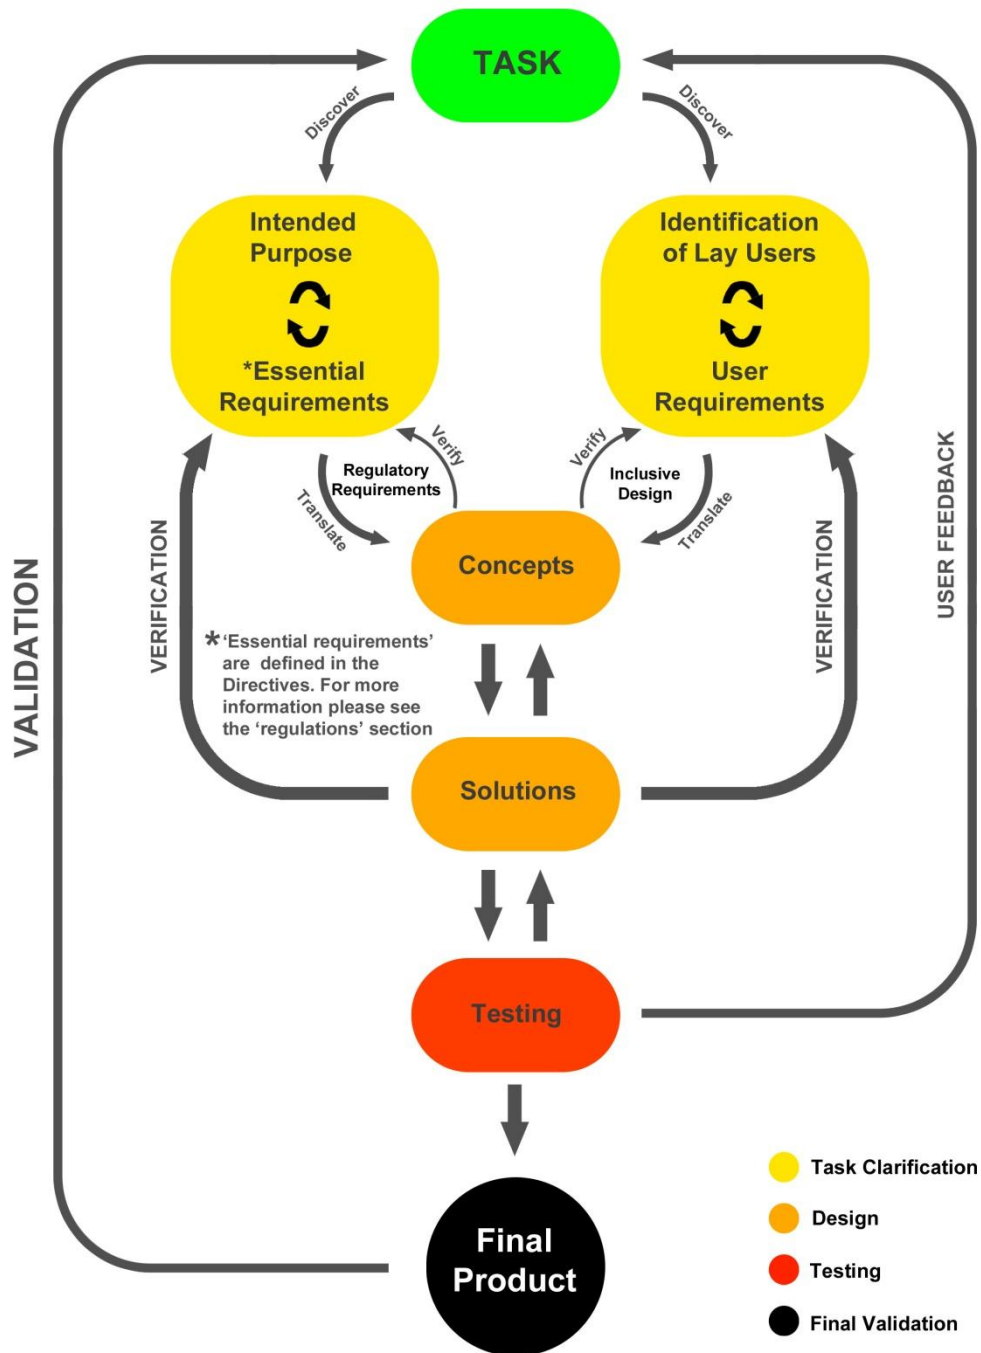 TASK
Discover
Discover
Intended
Purpose
*Essential
Requirements
Identification
of Lay Users
User
Requirements
Verify
Regulatory
Requirements
Translate
Verify
Inclusive
Design
Translate
Concepts
VALIDATION
VERIFICATION
VERIFICATION
USER FEEDBACK
* ‘Essential requirements’
are defined in the
Directives. For more
information please see
the ‘regulations’ section
Solutions
Testing
Final
Product
Task Clarification
Design
Testing
Final Validation